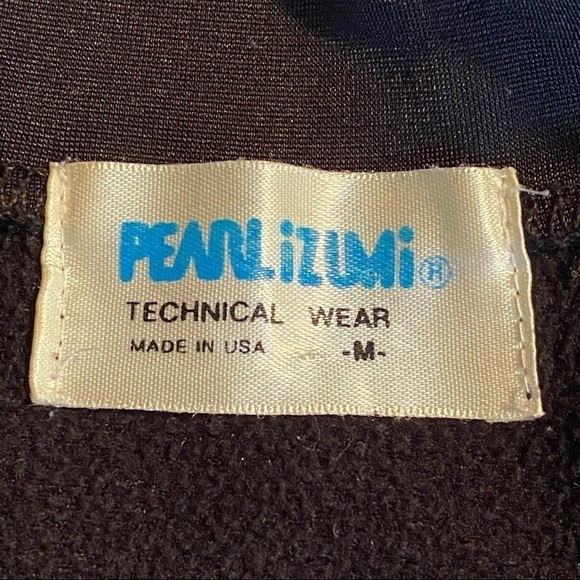 PEARL iZUMi®
TECHNICAL WEAR
MADE IN USA -M-